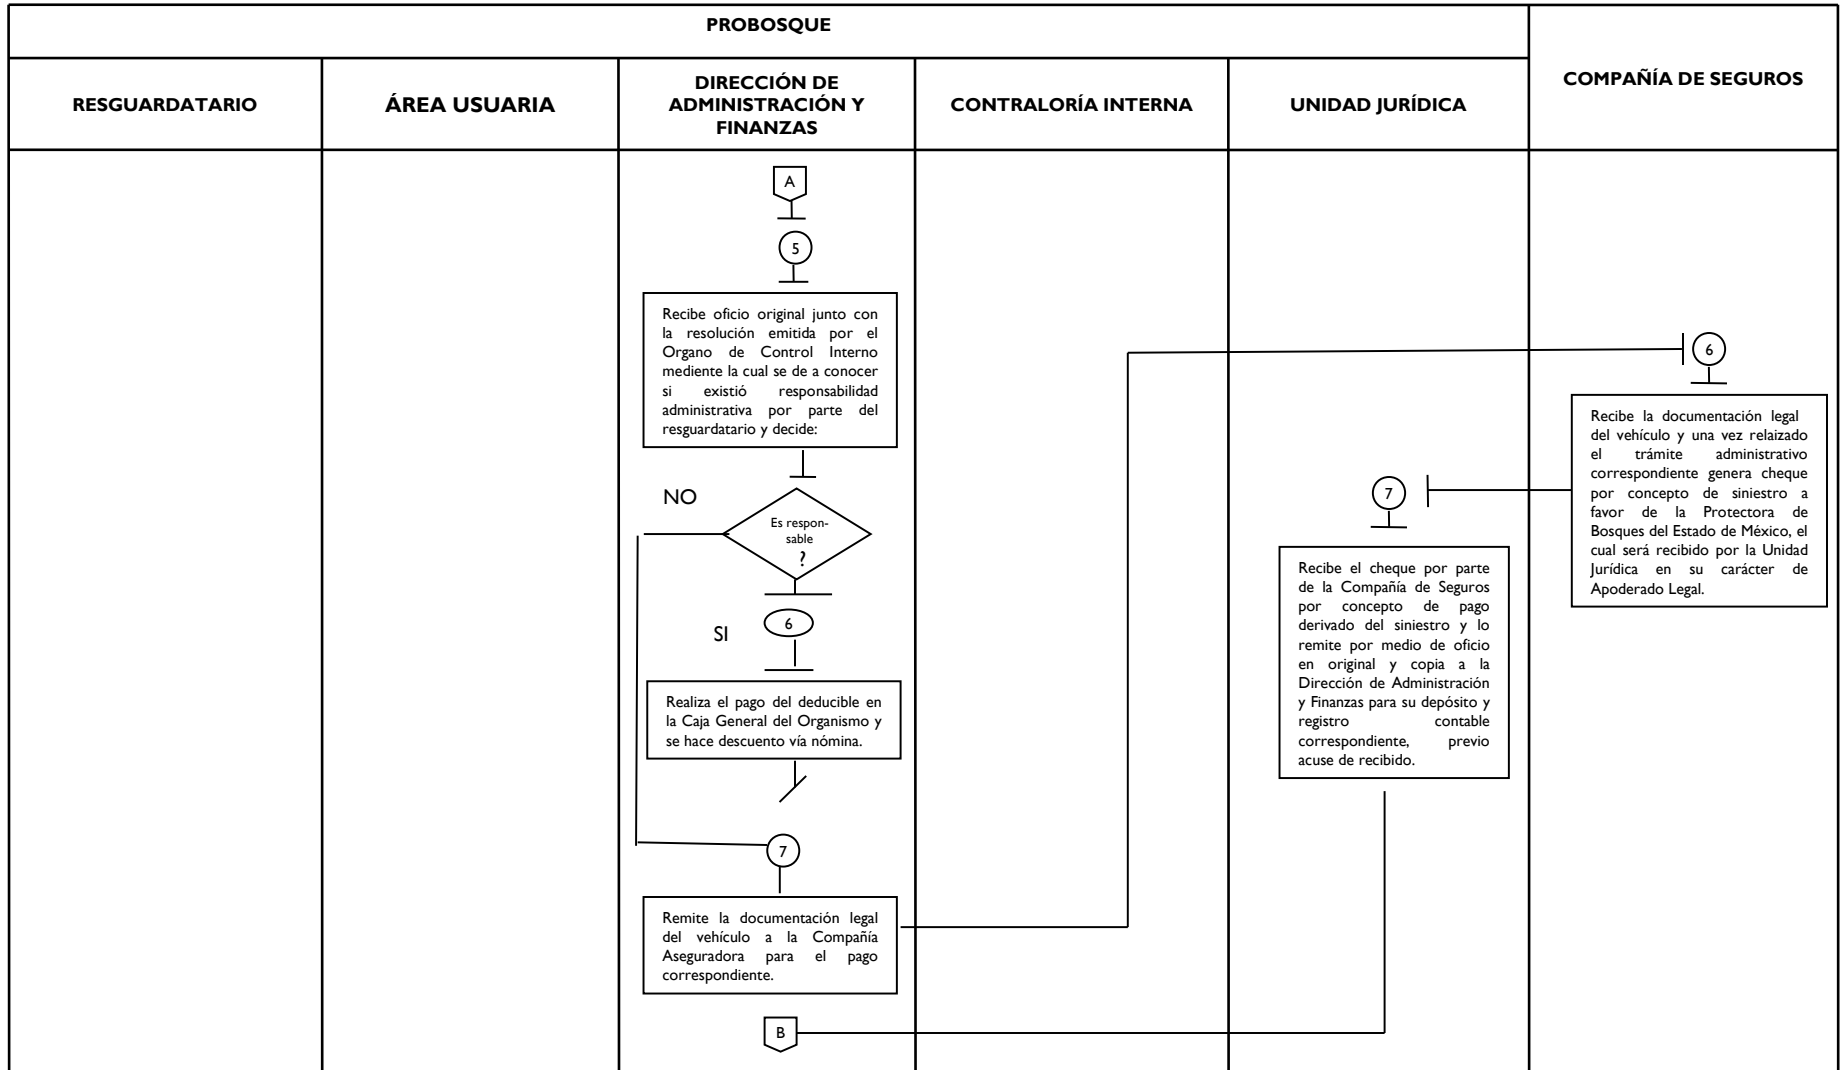 PROBOSQUE
COMPAÑÍA DE SEGUROS
RESGUARDATARIO
ÁREA USUARIA
DIRECCIÓN DE
ADMINISTRACIÓN Y
FINANZAS
CONTRALORÍA INTERNA
UNIDAD JURÍDICA
A
5
Recibe oficio original junto con
la resolución emitida por el
Organo de Control Interno
mediente la cual se de a conocer
si existió responsabilidad
administrativa por parte del
resguardatario y decide:
NO
Es respon-
sable
?
SI
6
Realiza el pago del deducible en
la Caja General del Organismo y
se hace descuento vía nómina.
7
Remite la documentación legal
del vehículo a la Compañía
Aseguradora para el pago
correspondiente.
6
Recibe la documentación legal
del vehículo y una vez relaizado
el trámite administrativo
correspondiente genera cheque
por concepto de siniestro a
favor de la Protectora de
Bosques del Estado de México, el
cual será recibido por la Unidad
Jurídica en su carácter de
Apoderado Legal.
7
Recibe el cheque por parte
de la Compañía de Seguros
por concepto de pago
derivado del siniestro y lo
remite por medio de oficio
en original y copia a la
Dirección de Administración
y Finanzas para su depósito y
registro contable
correspondiente, previo
acuse de recibido.
B